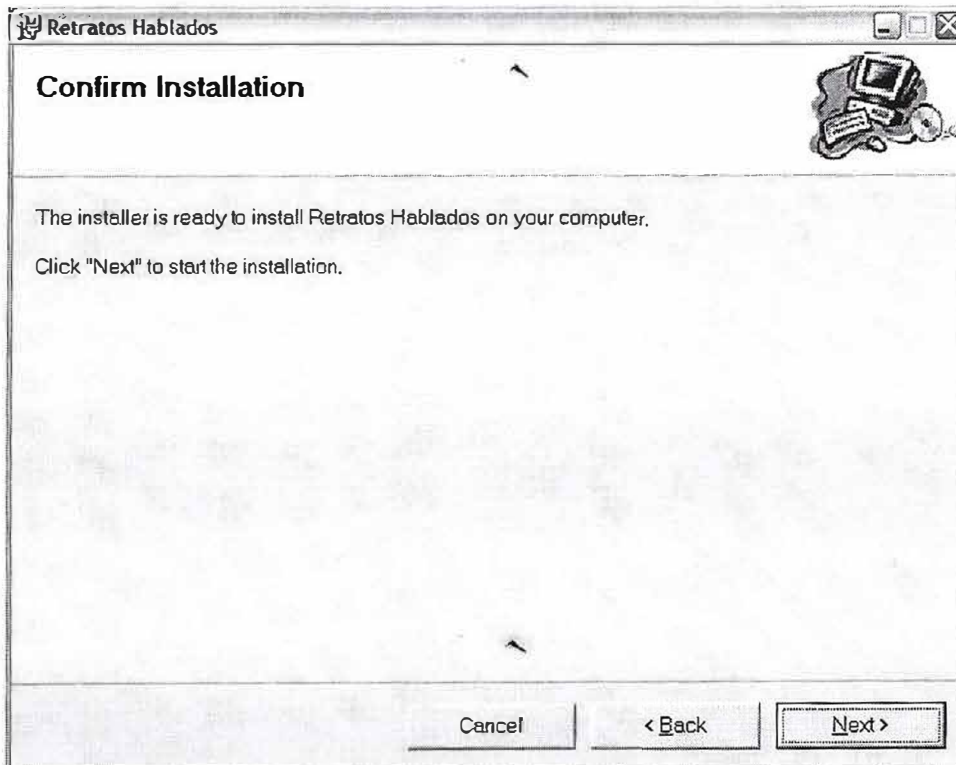 Retratos Hablados
Confirm Installation
The installer is ready to install Retratos Hablados on your computer.
Click "Next" to start the installation.
Cancel
< Back
Next >